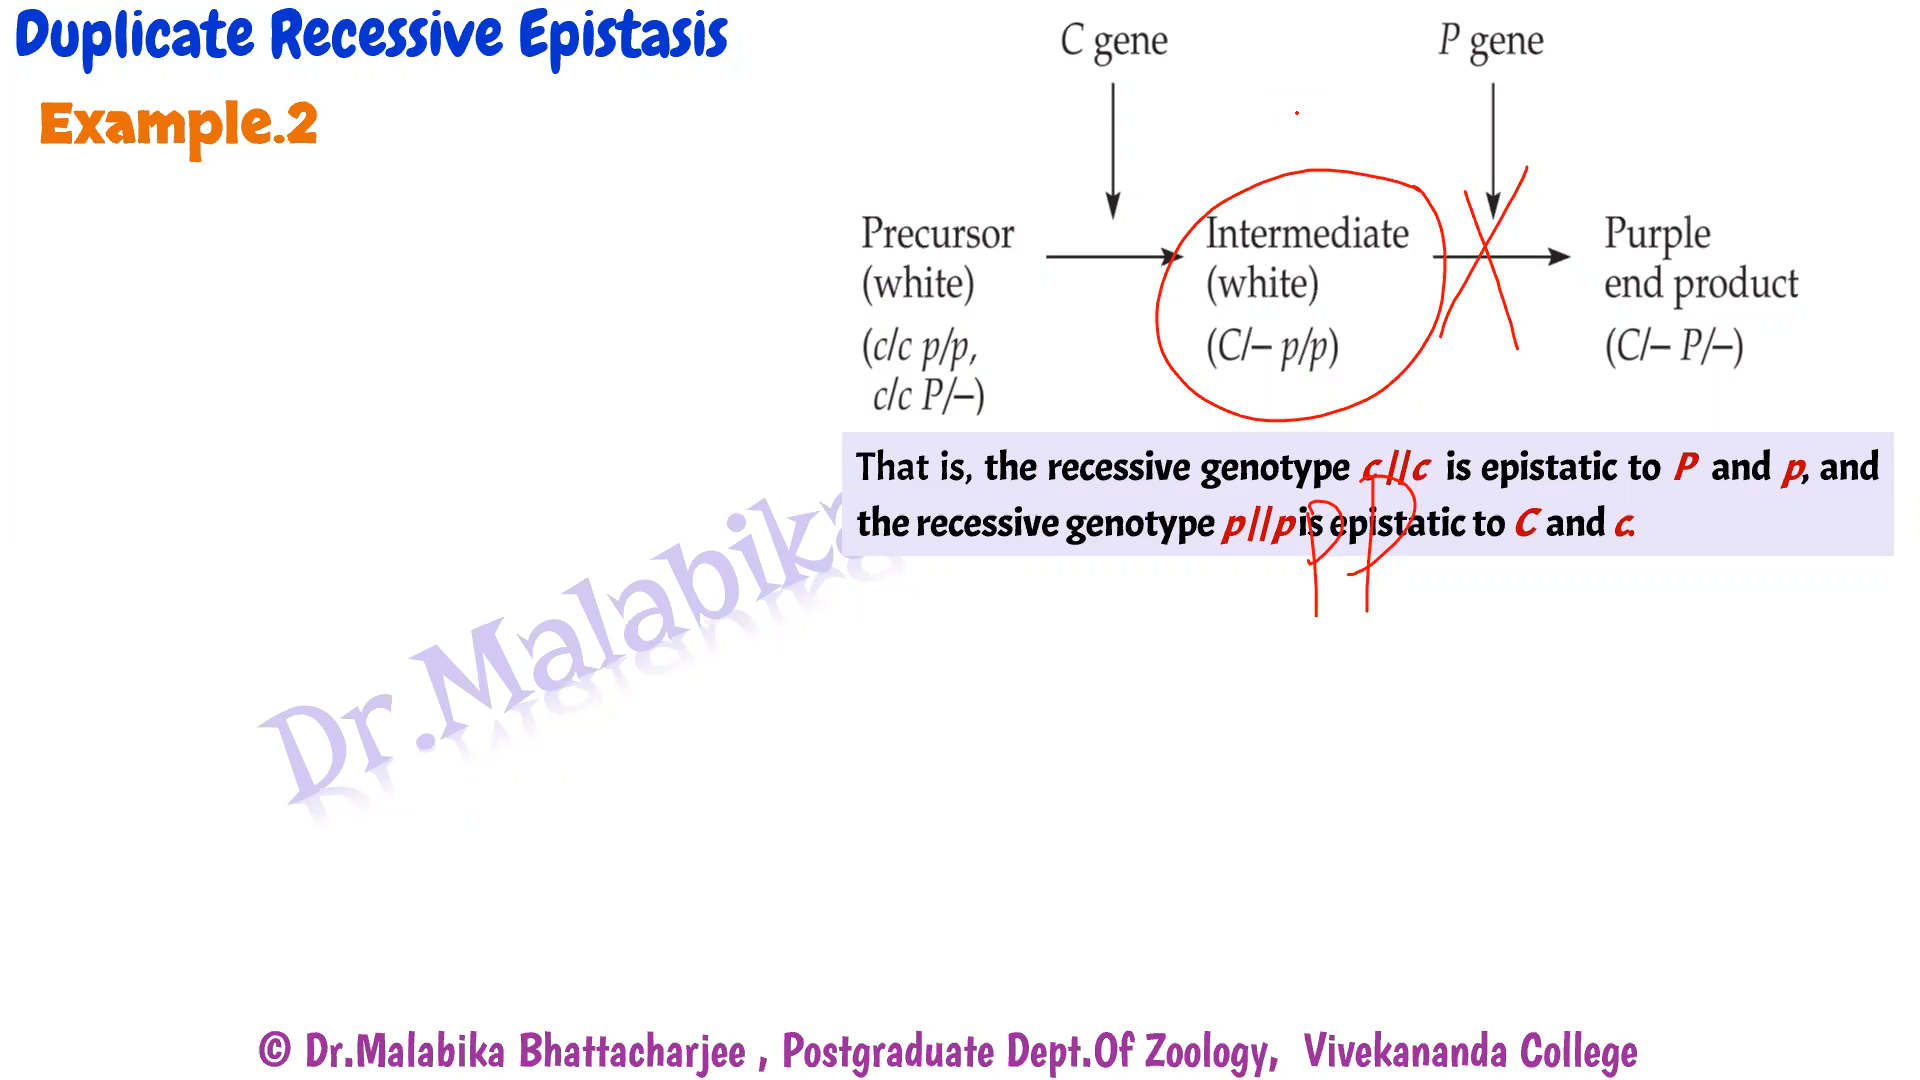 Duplicate Recessive Epistasis
Example.2
C gene
P gene
Precursor
(white)
(c/c p/p,
c/c P/–)
Intermediate
(white)
(C/– p/p)
Purple
end product
(C/– P/–)
That is, the recessive genotype c//c is epistatic to P and p, and
the recessive genotype p//p is epistatic to C and c.
PP
Dr.Malabika
© Dr.Malabika Bhattacharjee , Postgraduate Dept.Of Zoology, Vivekananda College